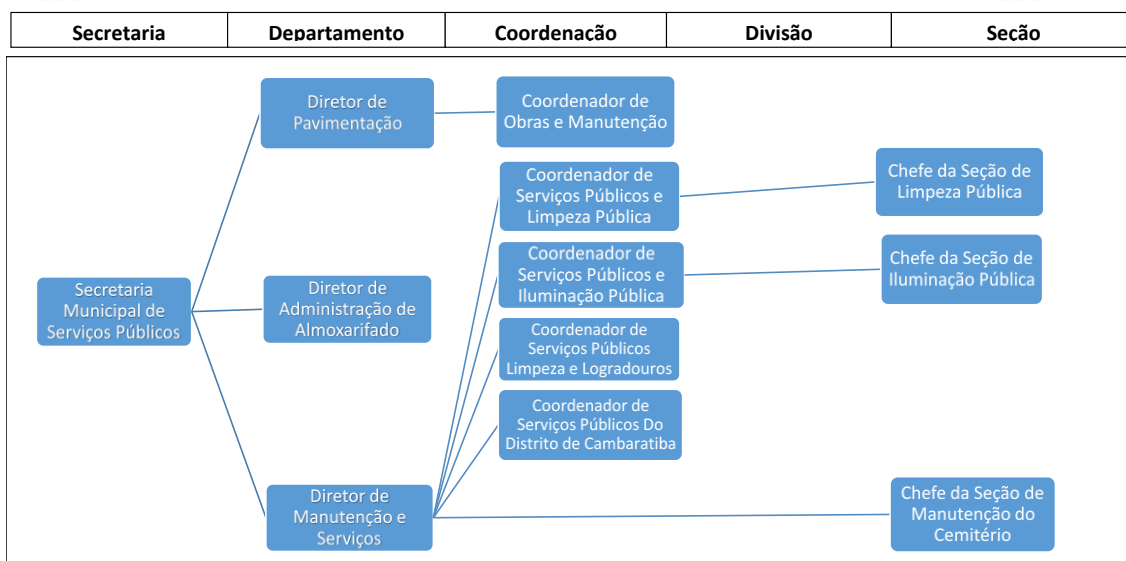 Secretaria
Departamento
Coordenação
Divisão
Seção
Diretor de
Pavimentação
Coordenador de
Obras e Manutenção
Coordenador de
Serviços Públicos e
Limpeza Pública
Chefe da Seção de
Limpeza Pública
Secretaria
Municipal de
Serviços Públicos
Diretor de
Administração de
Almoxarifado
Coordenador de
Serviços Públicos e
Iluminação Pública
Chefe da Seção de
Iluminação Pública
Coordenador de
Serviços Públicos
Limpeza e Logradouros
Coordenador de
Serviços Públicos Do
Distrito de Cambaratiba
Diretor de
Manutenção e
Serviços
Chefe da Seção de
Manutenção do
Cemitério